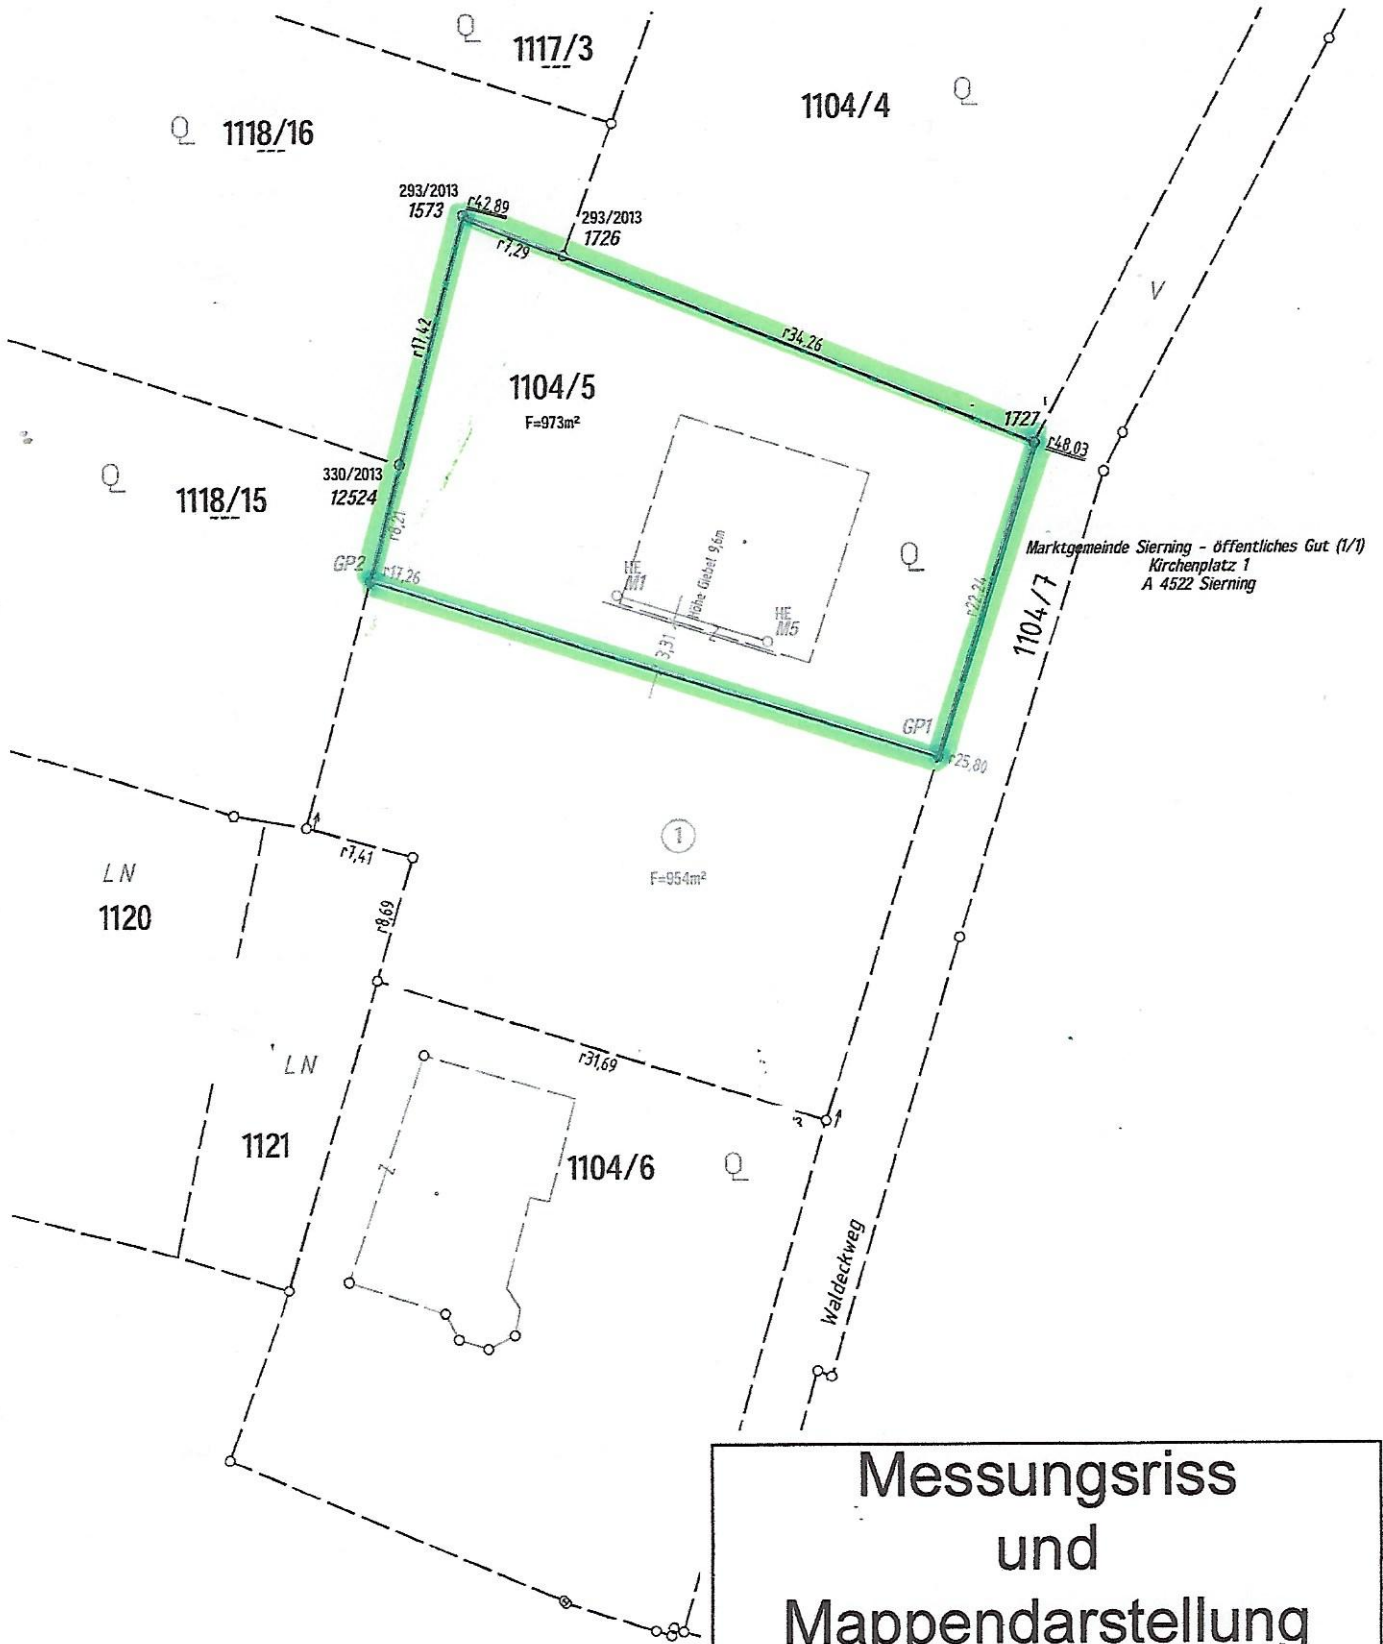 Q
1117/3
1104/4
Q
Q
1118/16
293/2013
1573
r42,89
293/2013
1726
r7,29
V
r17,42
r34,26
1104/5
F=973m²
1727
r48,03
Q
1118/15
330/2013
12524
r8,21
Höhe Giebel 9,6m
Q
Marktgemeinde Sierning - öffentliches Gut (1/1)
Kirchenplatz 1
A 4522 Sierning
GP2
r17,26
HE
M1
HE
M5
r22,24
1104/7
3,31
GP1
r25,80
1
F=954m²
r7,41
LN
1120
r8,69
LN
r31,69
3
1121
1104/6
Q
Waldeckweg
Messungsriss
und
Mappendarstellung